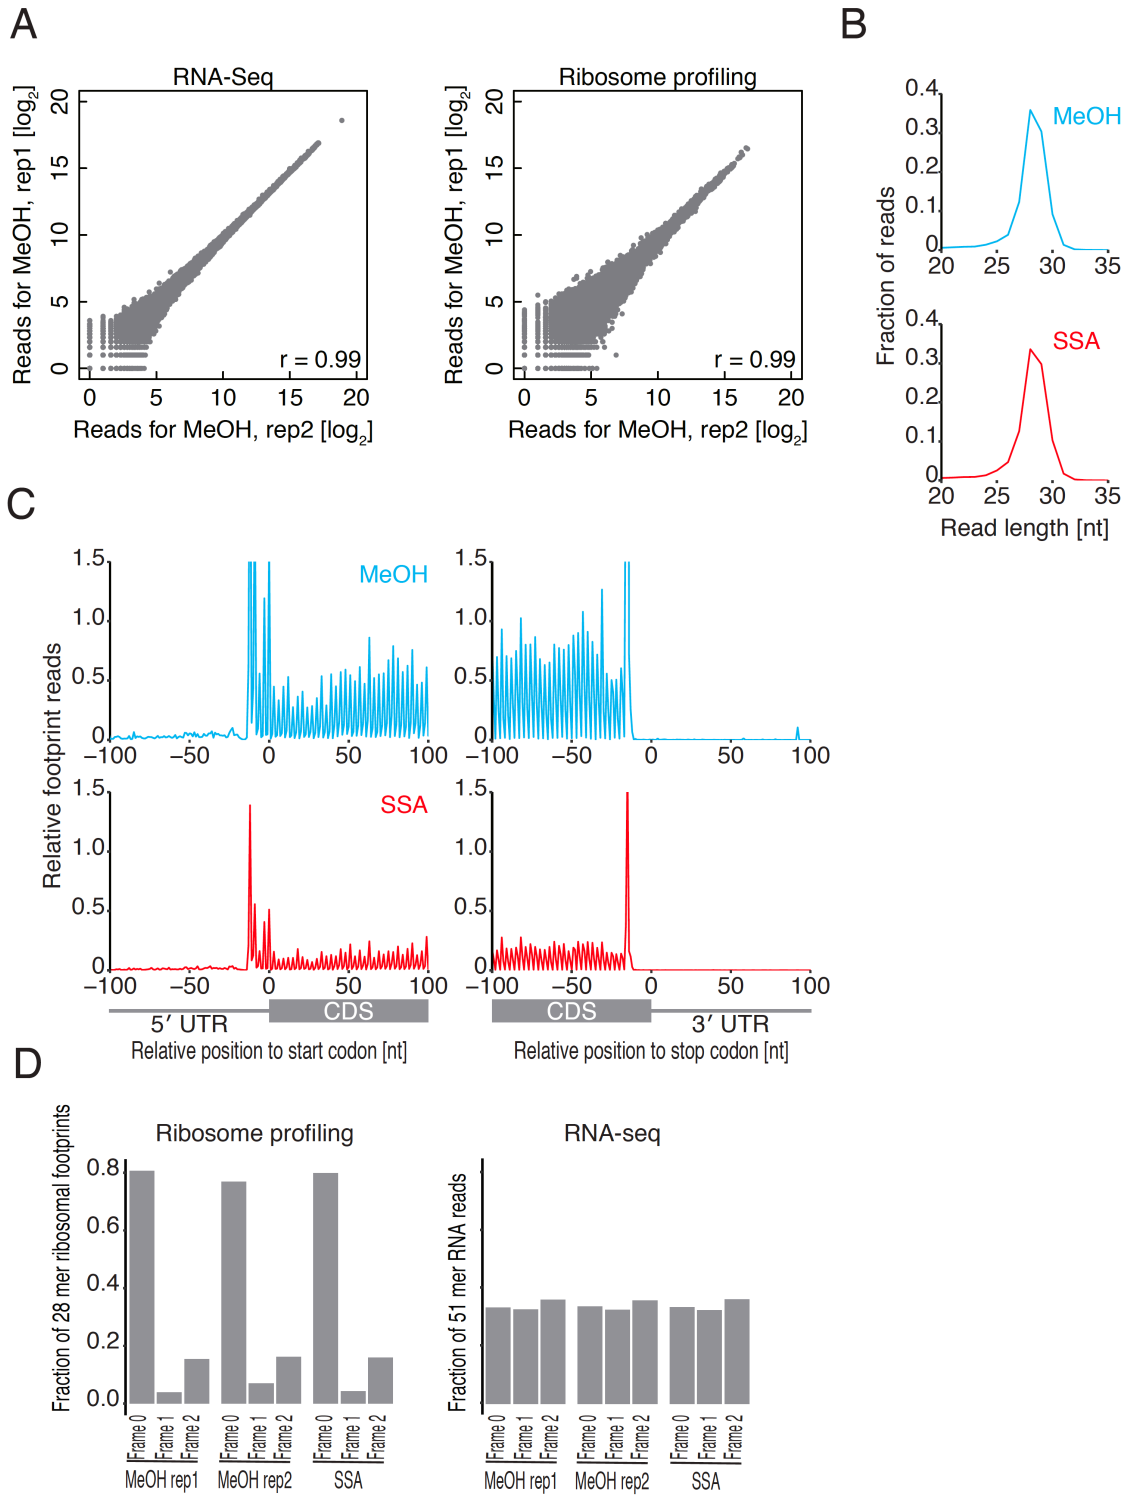 A
B
RNA-Seq
Ribosome profiling
Reads for MeOH, rep1 [log2]
20
15
10
5
0
r = 0.99
0 5 10 15 20
Reads for MeOH, rep2 [log2]
Reads for MeOH, rep1 [log2]
20
15
10
5
0
r = 0.99
0 5 10 15 20
Reads for MeOH, rep2 [log2]
Fraction of reads
0.4
0.3
0.2
0.1
0
MeOH
20 25 30 35
0.4
0.3
0.2
0.1
0
SSA
20 25 30 35
Read length [nt]
C
Relative footprint reads
1.5
1.0
0.5
0
MeOH
−100 −50 0 50 100
1.5
1.0
0.5
0
−100 −50 0 50 100
1.5
1.0
0.5
0
SSA
−100 −50 0 50 100
5′ UTR
CDS
Relative position to start codon [nt]
1.5
1.0
0.5
0
−100 −50 0 50 100
CDS
3′ UTR
Relative position to stop codon [nt]
D
Ribosome profiling
Fraction of 28 mer ribosomal footprints
0.8
0.6
0.4
0.2
0.0
Frame 0 Frame 1 Frame 2 Frame 0 Frame 1 Frame 2 Frame 0 Frame 1 Frame 2
MeOH rep1 MeOH rep2 SSA
RNA-seq
Fraction of 51 mer RNA reads
Frame 0 Frame 1 Frame 2 Frame 0 Frame 1 Frame 2 Frame 0 Frame 1 Frame 2
MeOH rep1 MeOH rep2 SSA